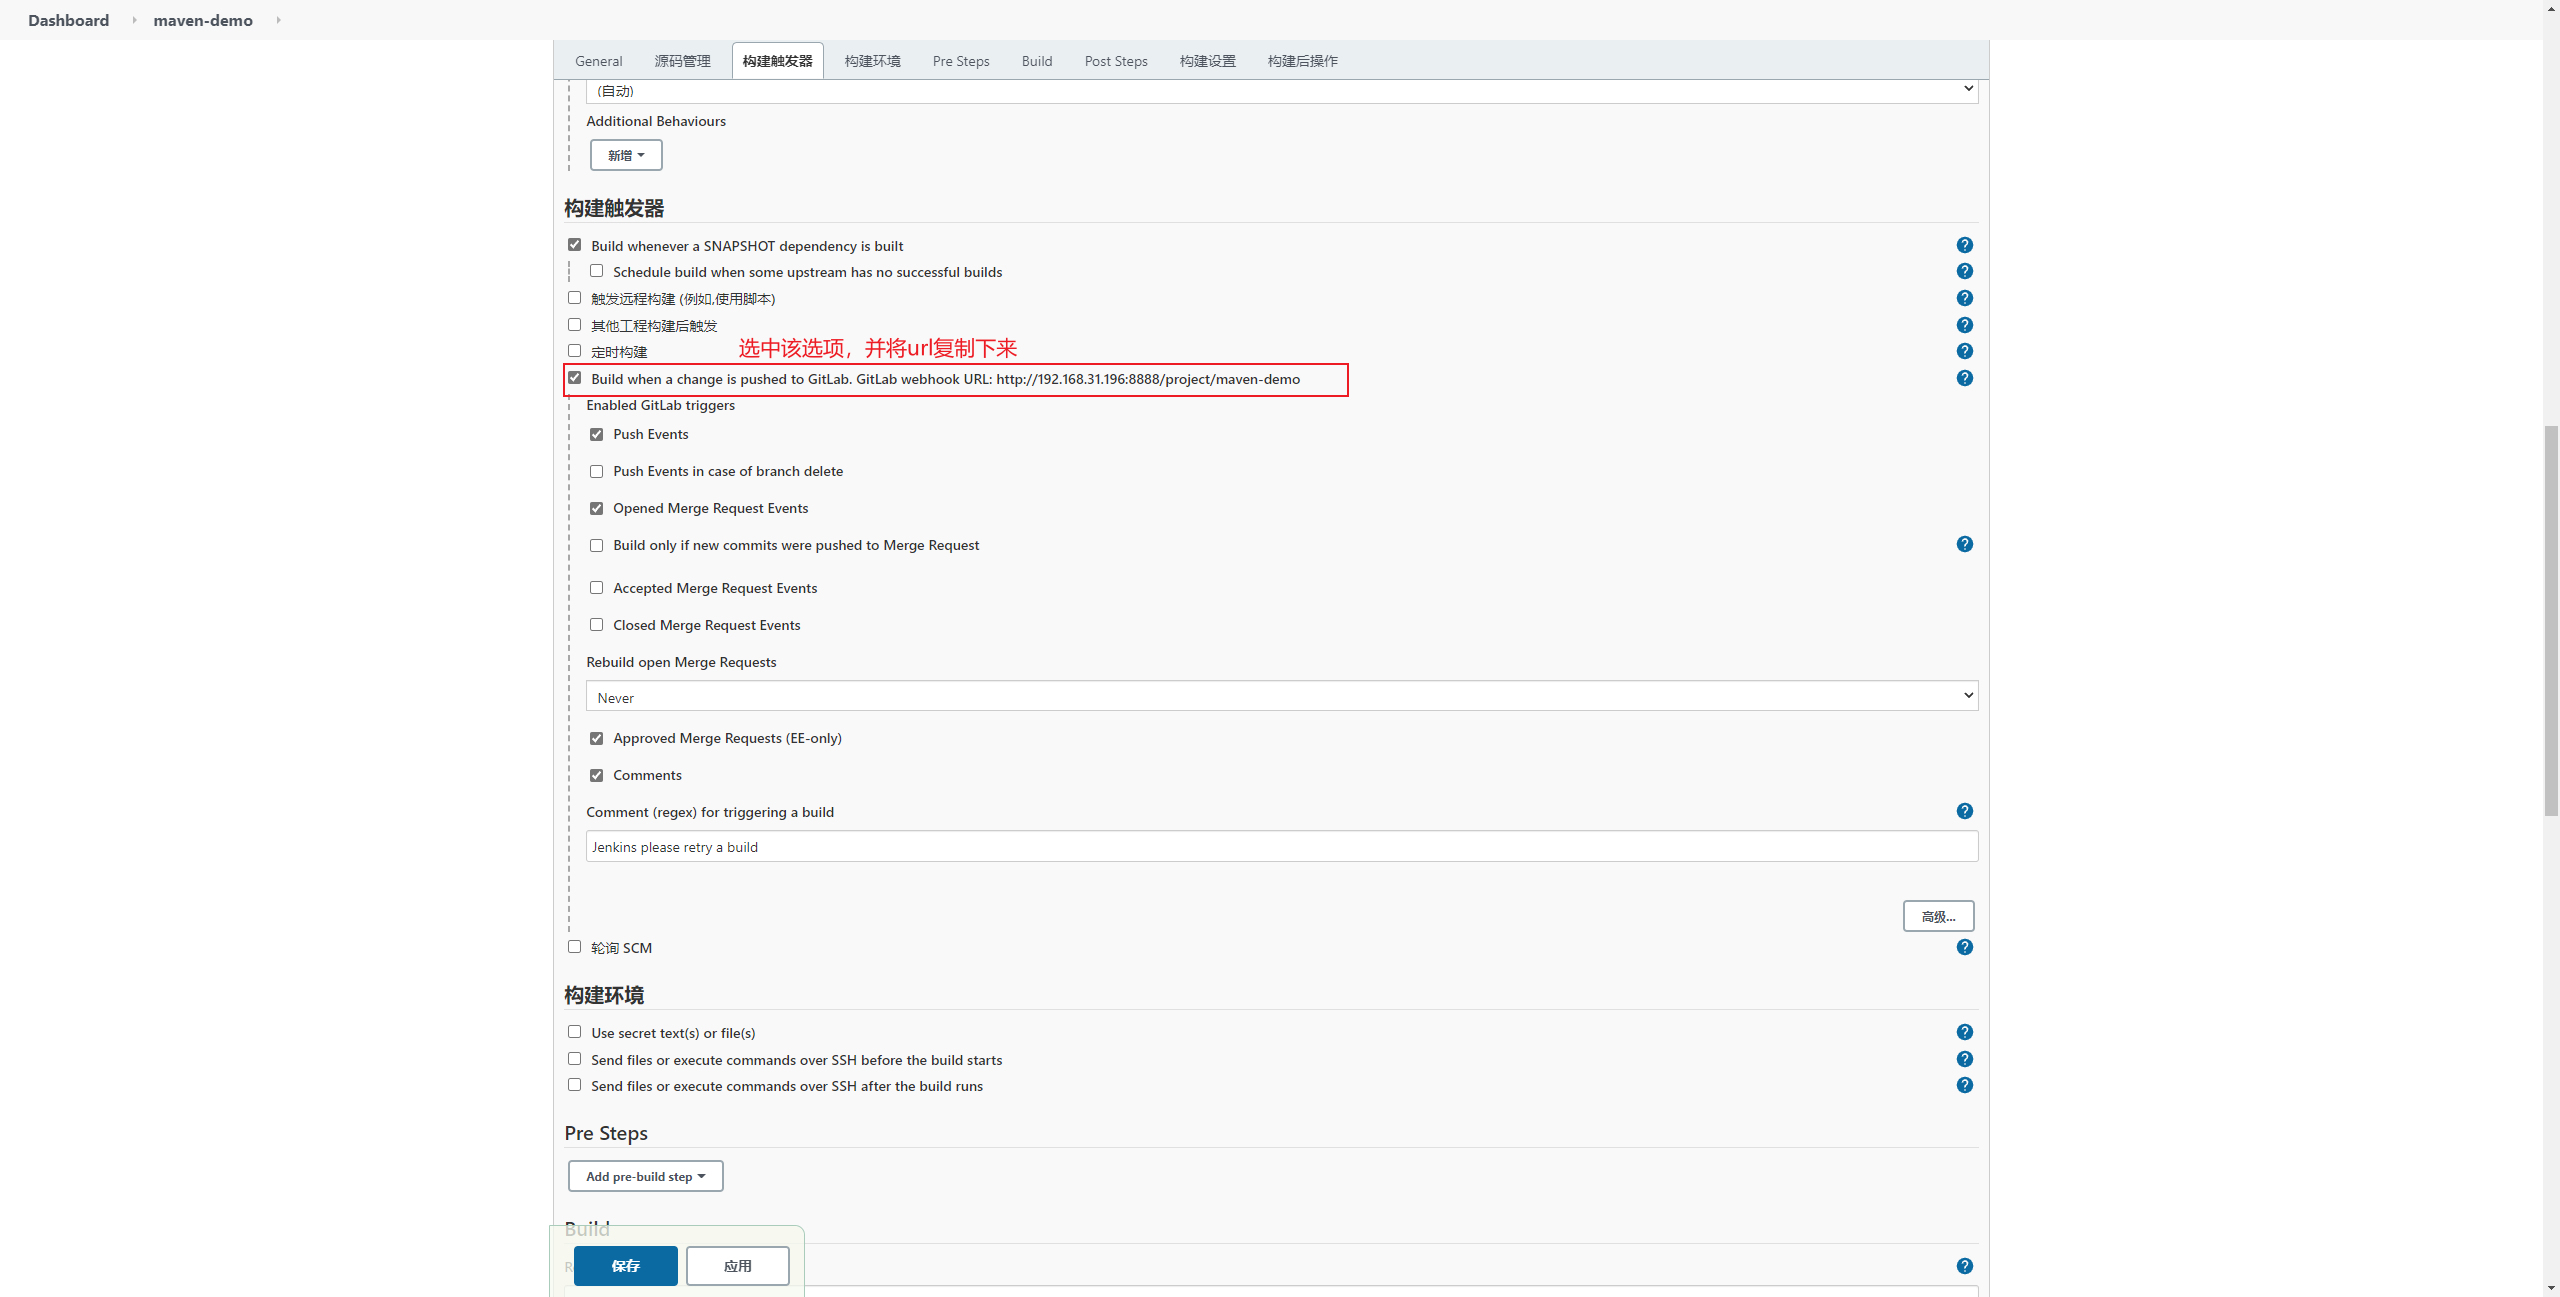 Dashboard maven-demo
General 源码管理 构建触发器 构建环境 Pre Steps Build Post Steps 构建设置 构建后操作
(自动)
Additional Behaviours
新增
构建触发器
Build whenever a SNAPSHOT dependency is built
Schedule build when some upstream has no successful builds
触发远程构建 (例如,使用脚本)
其他工程构建后触发
定时构建
选中该选项，并将url复制下来
Build when a change is pushed to GitLab. GitLab webhook URL: http://192.168.31.196:8888/project/maven-demo
Enabled GitLab triggers
Push Events
Push Events in case of branch delete
Opened Merge Request Events
Build only if new commits were pushed to Merge Request
Accepted Merge Request Events
Closed Merge Request Events
Rebuild open Merge Requests
Never
Approved Merge Requests (EE-only)
Comments
Comment (regex) for triggering a build
Jenkins please retry a build
高级...
轮询 SCM
构建环境
Use secret text(s) or file(s)
Send files or execute commands over SSH before the build starts
Send files or execute commands over SSH after the build runs
Pre Steps
Add pre-build step
Build
保存 应用